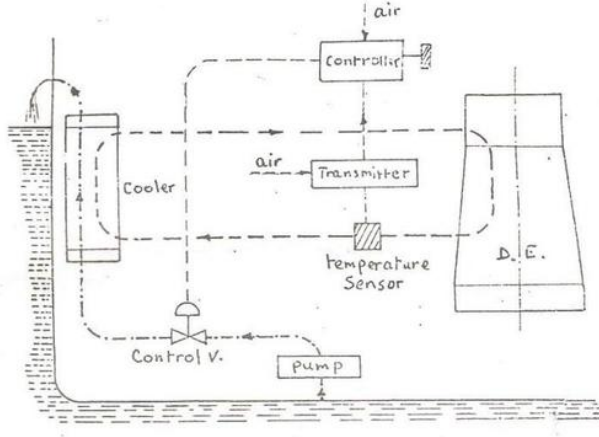 air
Controller
air
Transmitter
Cooler
temperature
Sensor
D. E.
Control V.
Pump